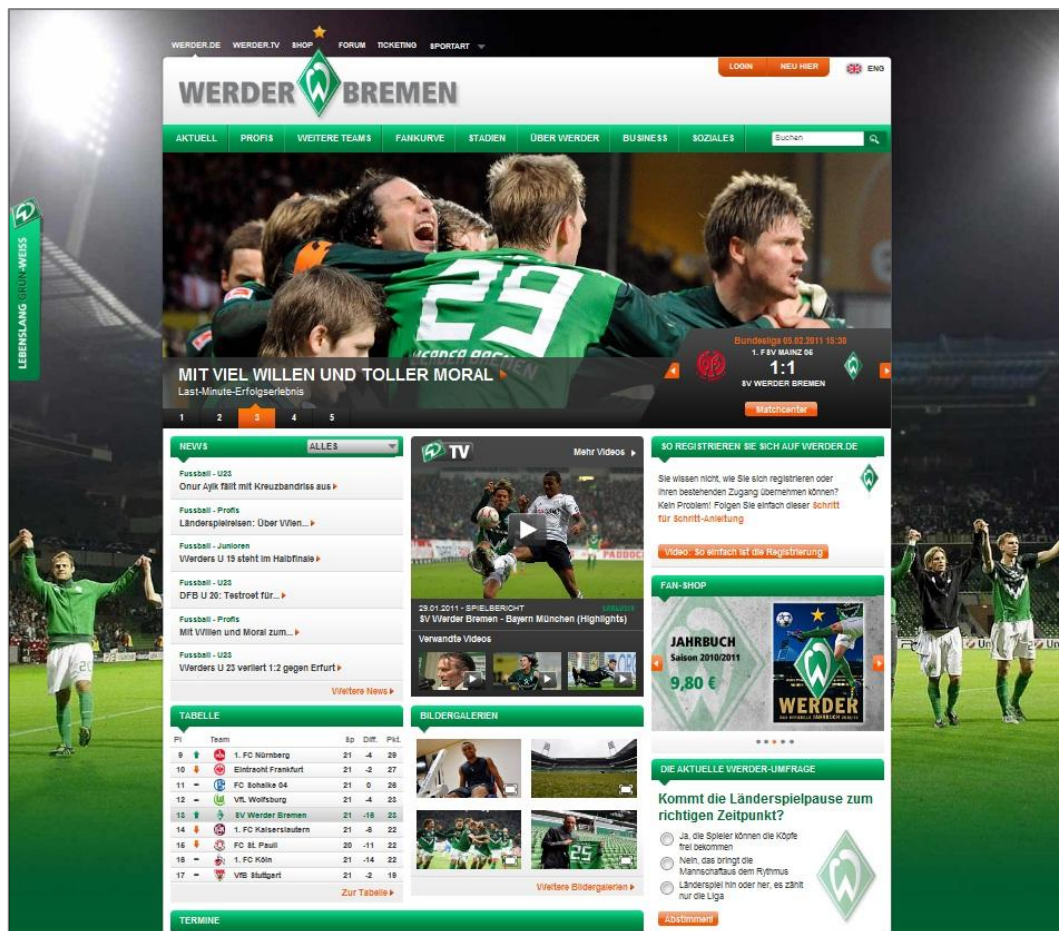 WERDER.DE WERDER.TV SHOP FORUM TICKETING SPORTART
LOGIN NEU HIER ENG
WERDER BREMEN
AKTUELL PROFIS WEITERE TEAMS FANKURVE STADIEN ÜBER WERDER BUSINESS SOZIALES Suchen
LEBENSLANG GRÜN-WEISS
29
WERDER BREMEN
Bundesliga 05.02.2011 15:30
1. FSV MAINZ 05
1:1
SV WERDER BREMEN
Matchcenter
MIT VIEL WILLEN UND TOLLER MORAL
Last-Minute-Erfolgserlebnis
1 2 3 4 5
NEWS ALLES
Fussball - U23
Onur Ayik fällt mit Kreuzbandriss aus
Fussball - Profis
Länderspielreisen: Über Wien...
Fussball - Junioren
Werders U 19 steht im Halbfinale
Fussball - U23
DFB U 20: Testroet für...
Fussball - Profis
Mit Willen und Moral zum...
Fussball - U23
Werders U 23 verliert 1:2 gegen Erfurt
Weitere News
TV Mehr Videos
29.01.2011 - SPIELBERICHT
SV Werder Bremen - Bayern München (Highlights)
Verwandte Videos
SO REGISTRIEREN SIE SICH AUF WERDER.DE
Sie wissen nicht, wie Sie sich registrieren oder
Ihren bestehenden Zugang übernehmen können?
Kein Problem! Folgen Sie einfach dieser Schritt
für Schritt-Anleitung
Video: So einfach ist die Registrierung
FAN-SHOP
JAHRBUCH
Saison 2010/2011
9,80 €
WERDER
DAS OFFIZIELLE JAHRBUCH 2010/11
TABELLE
Pl Team Sp Diff. Pkt.
9 1. FC Nürnberg 21 -4 29
10 Eintracht Frankfurt 21 -2 27
11 FC Schalke 04 21 0 26
12 VfL Wolfsburg 21 -4 23
13 SV Werder Bremen 21 -16 23
14 1. FC Kaiserslautern 21 -8 22
15 FC St. Pauli 20 -11 22
16 1. FC Köln 21 -14 22
17 VfB Stuttgart 21 -2 19
Zur Tabelle
BILDERGALERIEN
25
Weitere Bildergalerien
DIE AKTUELLE WERDER-UMFRAGE
Kommt die Länderspielpause zum
richtigen Zeitpunkt?
Ja, die Spieler können die Köpfe
frei bekommen
Nein, das bringt die
Mannschaftaus dem Rythmus
Länderspiel hin oder her, es zählt
nur die Liga
Abstimmen!
TERMINE